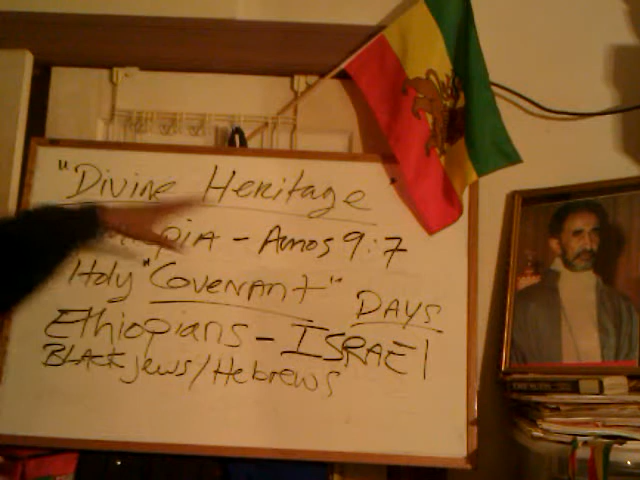 "Divine Heritage
- Amos 9:7
Holy "Covenant" DAYS
Ethiopians - ISRAEl
BLACK Jews/Hebrews